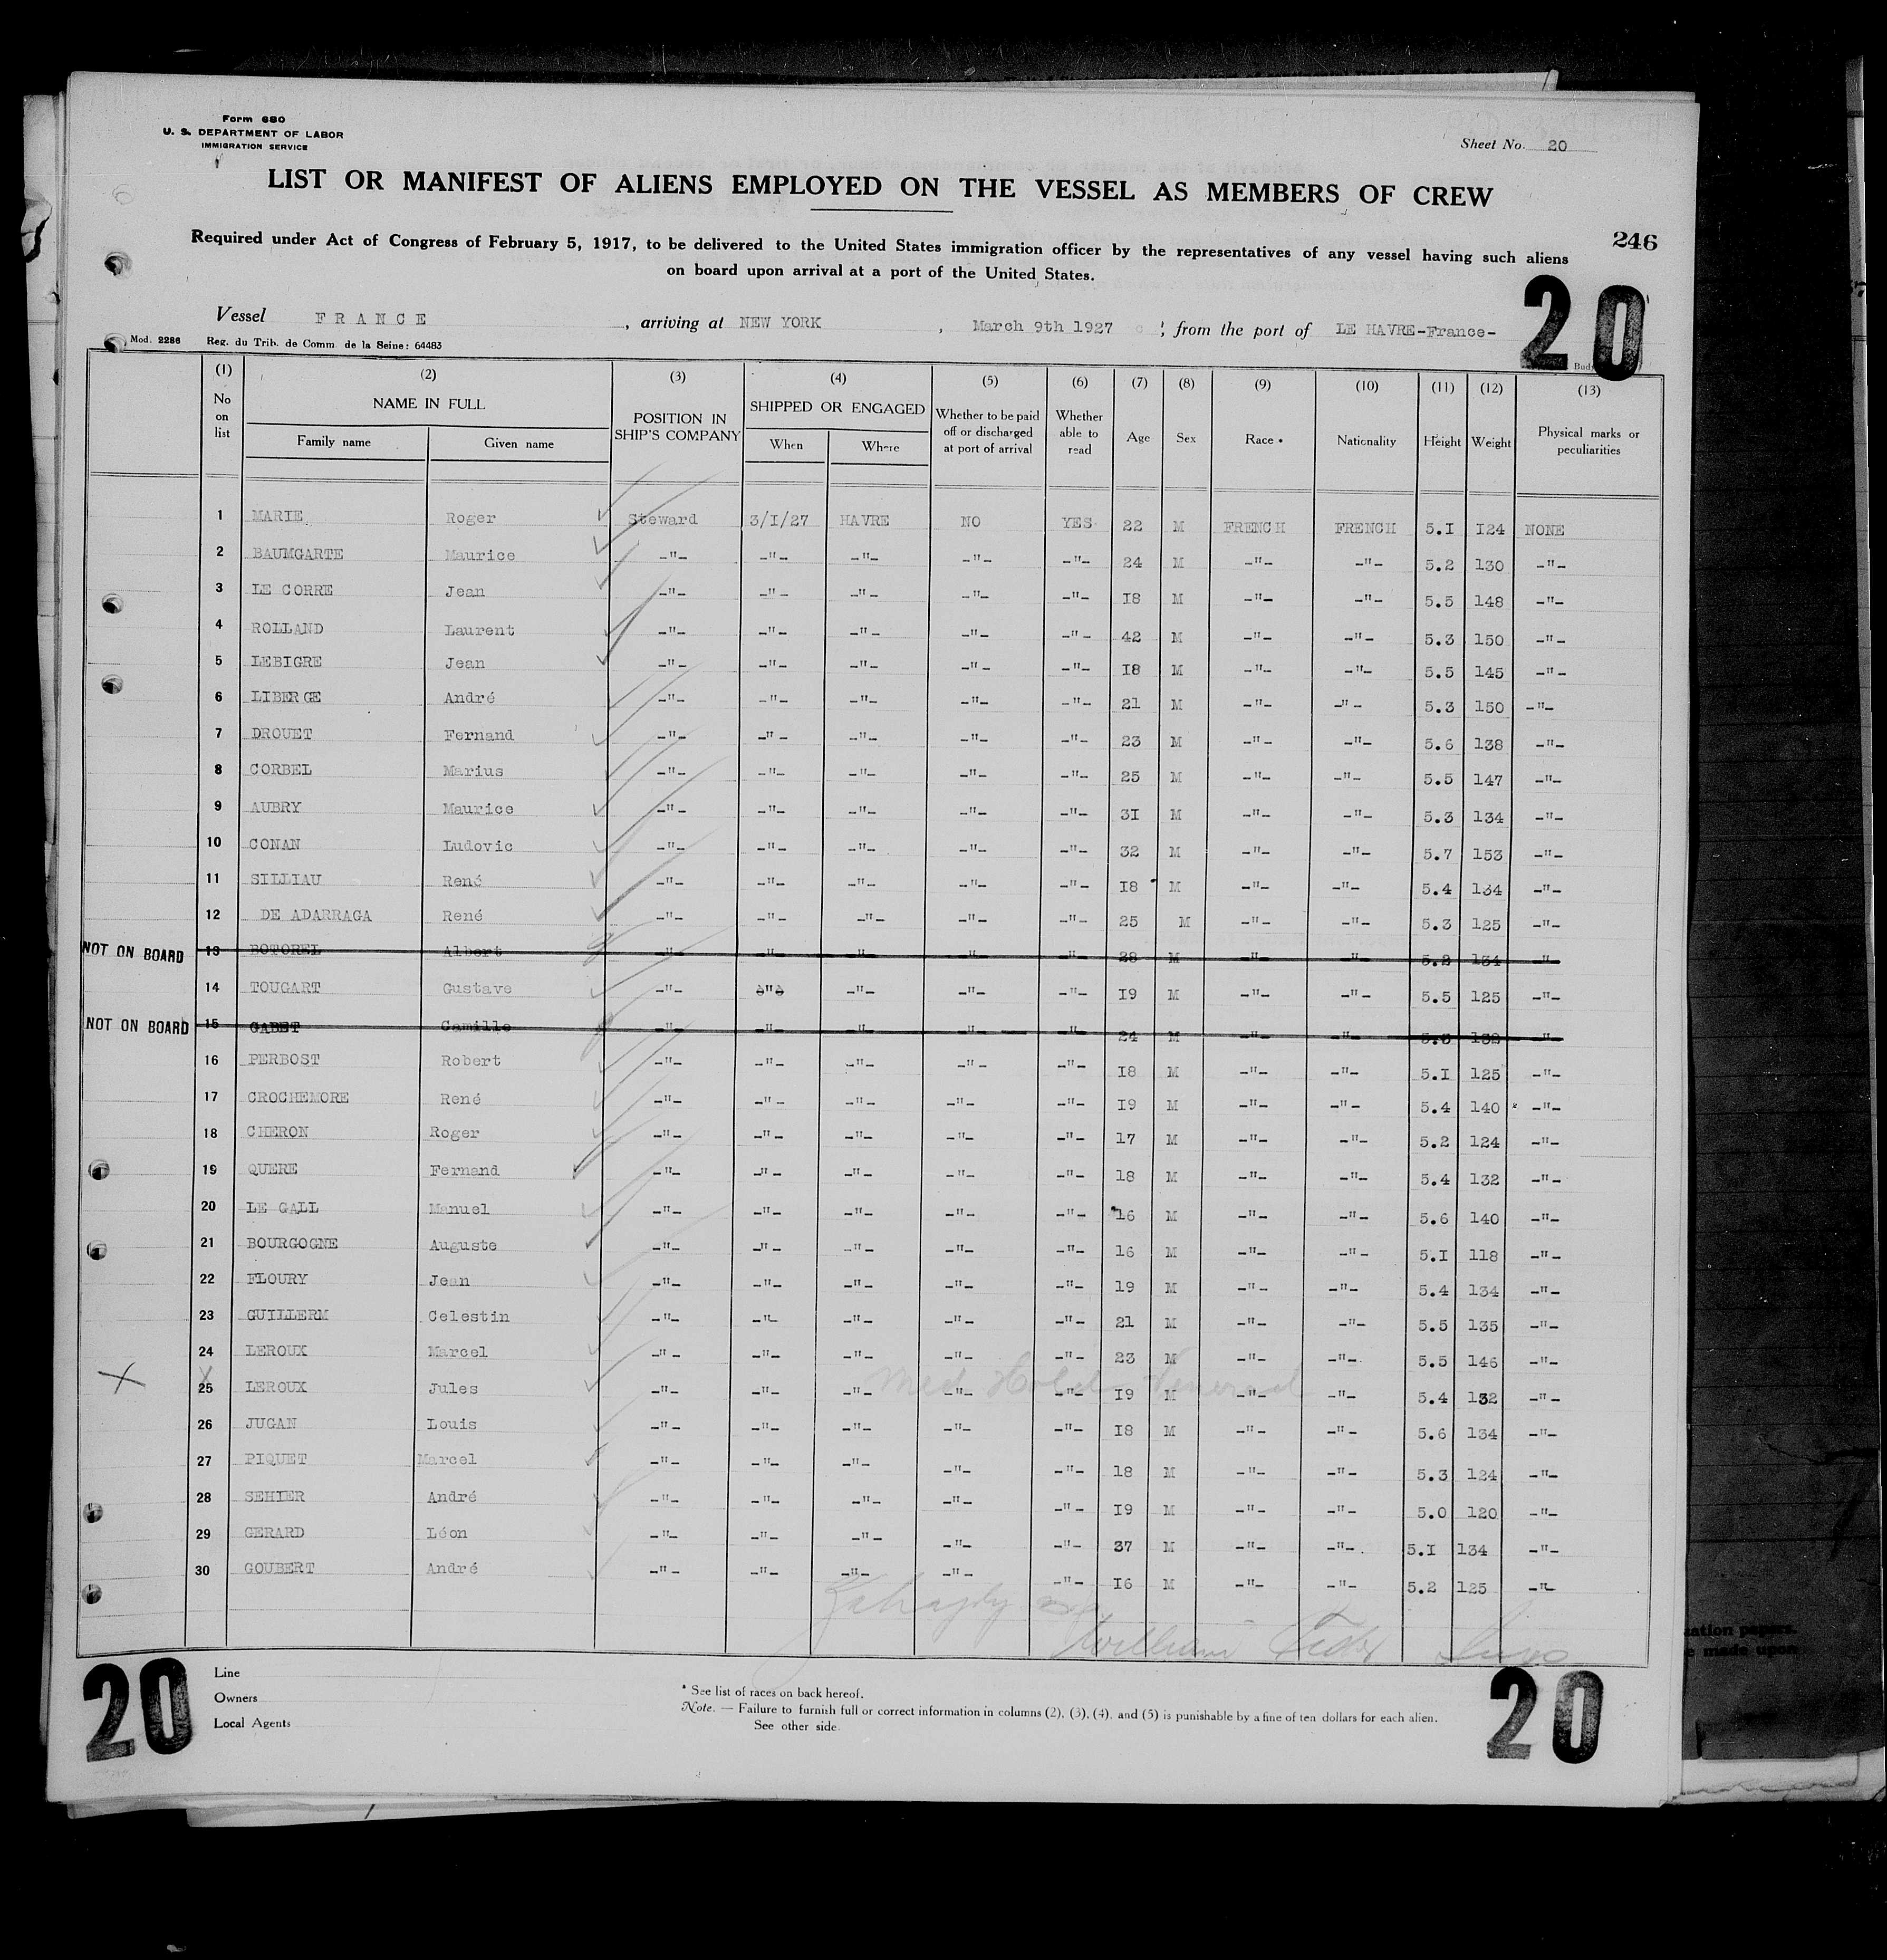 Form 680
U. S. DEPARTMENT OF LABOR
IMMIGRATION SERVICE
Sheet No. 20
LIST OR MANIFEST OF ALIENS EMPLOYED ON THE VESSEL AS MEMBERS OF CREW
246
Required under Act of Congress of February 5, 1917, to be delivered to the United States immigration officer by the representatives of any vessel having such aliens
on board upon arrival at a port of the United States.
20
Vessel FRANCE , arriving at NEW YORK , March 9th 1927 , from the port of LE HAVRE-France-
Mod. 2286 Reg. du Trib. de Comm. de la Seine: 64483
(1) No on list (2) NAME IN FULL Family name Given name (3) POSITION IN SHIP'S COMPANY (4) SHIPPED OR ENGAGED When Where (5) Whether to be paid off or discharged at port of arrival (6) Whether able to read (7) Age (8) Sex (9) Race * (10) Nationality (11) Height (12) Weight (13) Physical marks or peculiarities
1 MARIE Roger Steward 3/1/27 HAVRE NO YES 22 M FRENCH FRENCH 5.1 124 NONE
2 BAUMGARTE Maurice -"- -"- -"- -"- -"- 24 M -"- -"- 5.2 130 -"-
3 LE CORRE Jean -"- -"- -"- -"- -"- 18 M -"- -"- 5.5 148 -"-
4 ROLLAND Laurent -"- -"- -"- -"- -"- 42 M -"- -"- 5.3 150 -"-
5 LEBIGRE Jean -"- -"- -"- -"- -"- 18 M -"- -"- 5.5 145 -"-
6 LIBERGE André -"- -"- -"- -"- -"- 21 M -"- -"- 5.3 150 -"-
7 DROUET Fernand -"- -"- -"- -"- -"- 23 M -"- -"- 5.6 138 -"-
8 CORBEL Marius -"- -"- -"- -"- -"- 25 M -"- -"- 5.5 147 -"-
9 AUBRY Maurice -"- -"- -"- -"- -"- 31 M -"- -"- 5.3 134 -"-
10 CONAN Ludovic -"- -"- -"- -"- -"- 32 M -"- -"- 5.7 153 -"-
11 SILLIAU René -"- -"- -"- -"- -"- 18 M -"- -"- 5.4 134 -"-
12 DE ADARRAGA René -"- -"- -"- -"- -"- 25 M -"- -"- 5.3 125 -"-
NOT ON BOARD 13 BOTOREL Albert -"- -"- -"- -"- -"- 28 M -"- -"- 5.2 134 -"-
14 TOUGART Gustave -"- -"- -"- -"- -"- 19 M -"- -"- 5.5 125 -"-
NOT ON BOARD 15 GABET Camille -"- -"- -"- -"- -"- 24 M -"- -"- 132 -"-
16 PERBOST Robert -"- -"- -"- -"- -"- 18 M -"- -"- 5.1 125 -"-
17 CROCHEMORE René -"- -"- -"- -"- -"- 19 M -"- -"- 5.4 140 -"-
18 CHERON Roger -"- -"- -"- -"- -"- 17 M -"- -"- 5.2 124 -"-
19 QUERE Fernand -"- -"- -"- -"- -"- 18 M -"- -"- 5.4 132 -"-
20 LE GALL Manuel -"- -"- -"- -"- -"- 16 M -"- -"- 5.6 140 -"-
21 BOURGOGNE Auguste -"- -"- -"- -"- -"- 16 M -"- -"- 5.1 118 -"-
22 FLOURY Jean -"- -"- -"- -"- -"- 19 M -"- -"- 5.4 134 -"-
23 GUILLERM Celestin -"- -"- -"- -"- -"- 21 M -"- -"- 5.5 135 -"-
24 LEROUX Marcel -"- -"- -"- -"- -"- 23 M -"- -"- 5.5 146 -"-
Med Hold Venereal
X X 25 LEROUX Jules -"- -"- -"- -"- -"- 19 M -"- -"- 5.4 132 -"-
26 JUGAN Louis -"- -"- -"- -"- -"- 18 M -"- -"- 5.6 134 -"-
27 PIQUET Marcel -"- -"- -"- -"- -"- 18 M -"- -"- 5.3 124 -"-
28 SEHIER André -"- -"- -"- -"- -"- 19 M -"- -"- 5.0 120 -"-
29 GERARD Léon -"- -"- -"- -"- -"- 37 M -"- -"- 5.1 134 -"-
30 GOUBERT André -"- -"- -"- -"- -"- 16 M -"- -"- 5.2 125 -"-
William
20
Line
Owners
Local Agents
* See list of races on back hereof.
Note. — Failure to furnish full or correct information in columns (2), (3), (4), and (5) is punishable by a fine of ten dollars for each alien.
See other side.
20
ation papers.
e made upon